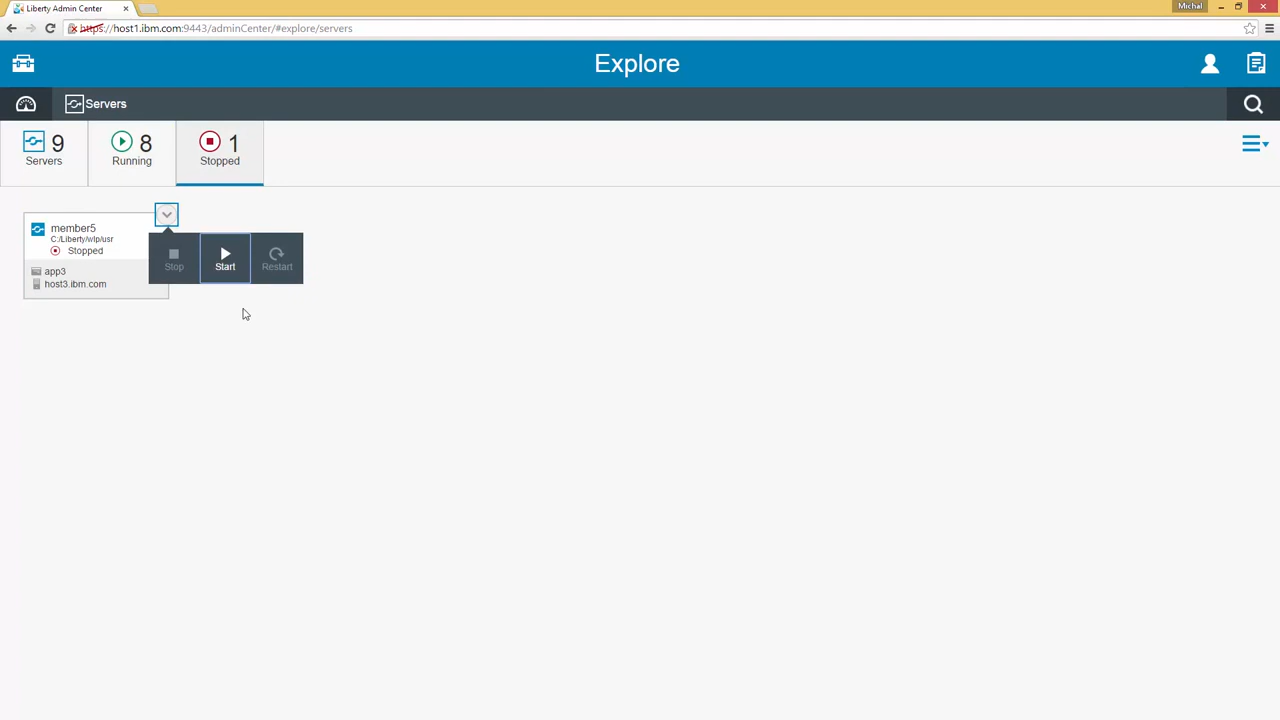 Liberty Admin Center
Michal
https://host1.ibm.com:9443/adminCenter/#explore/servers
Explore
Servers
9
Servers
8
Running
1
Stopped
member5
C:/Liberty/wlp/usr
Stopped
app3
host3.ibm.com
Stop
Start
Restart